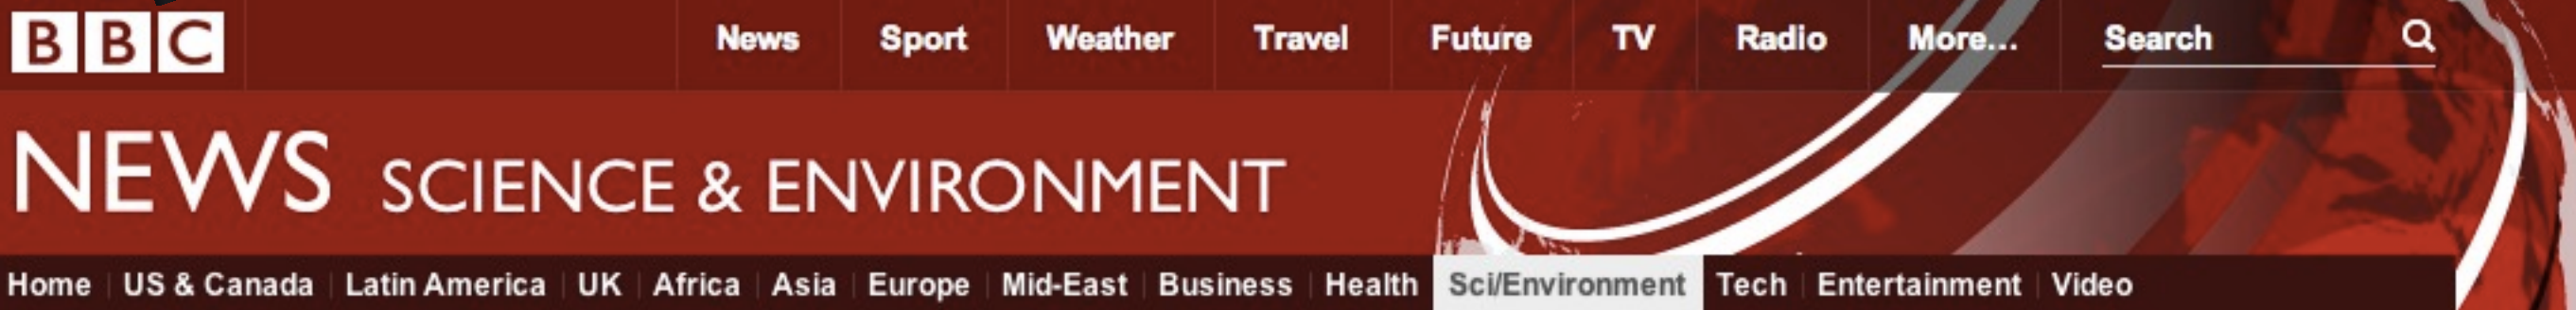 BBC News Sport Weather Travel Future TV Radio More... Search
NEWS SCIENCE & ENVIRONMENT
Home US & Canada Latin America UK Africa Asia Europe Mid-East Business Health Sci/Environment Tech Entertainment Video